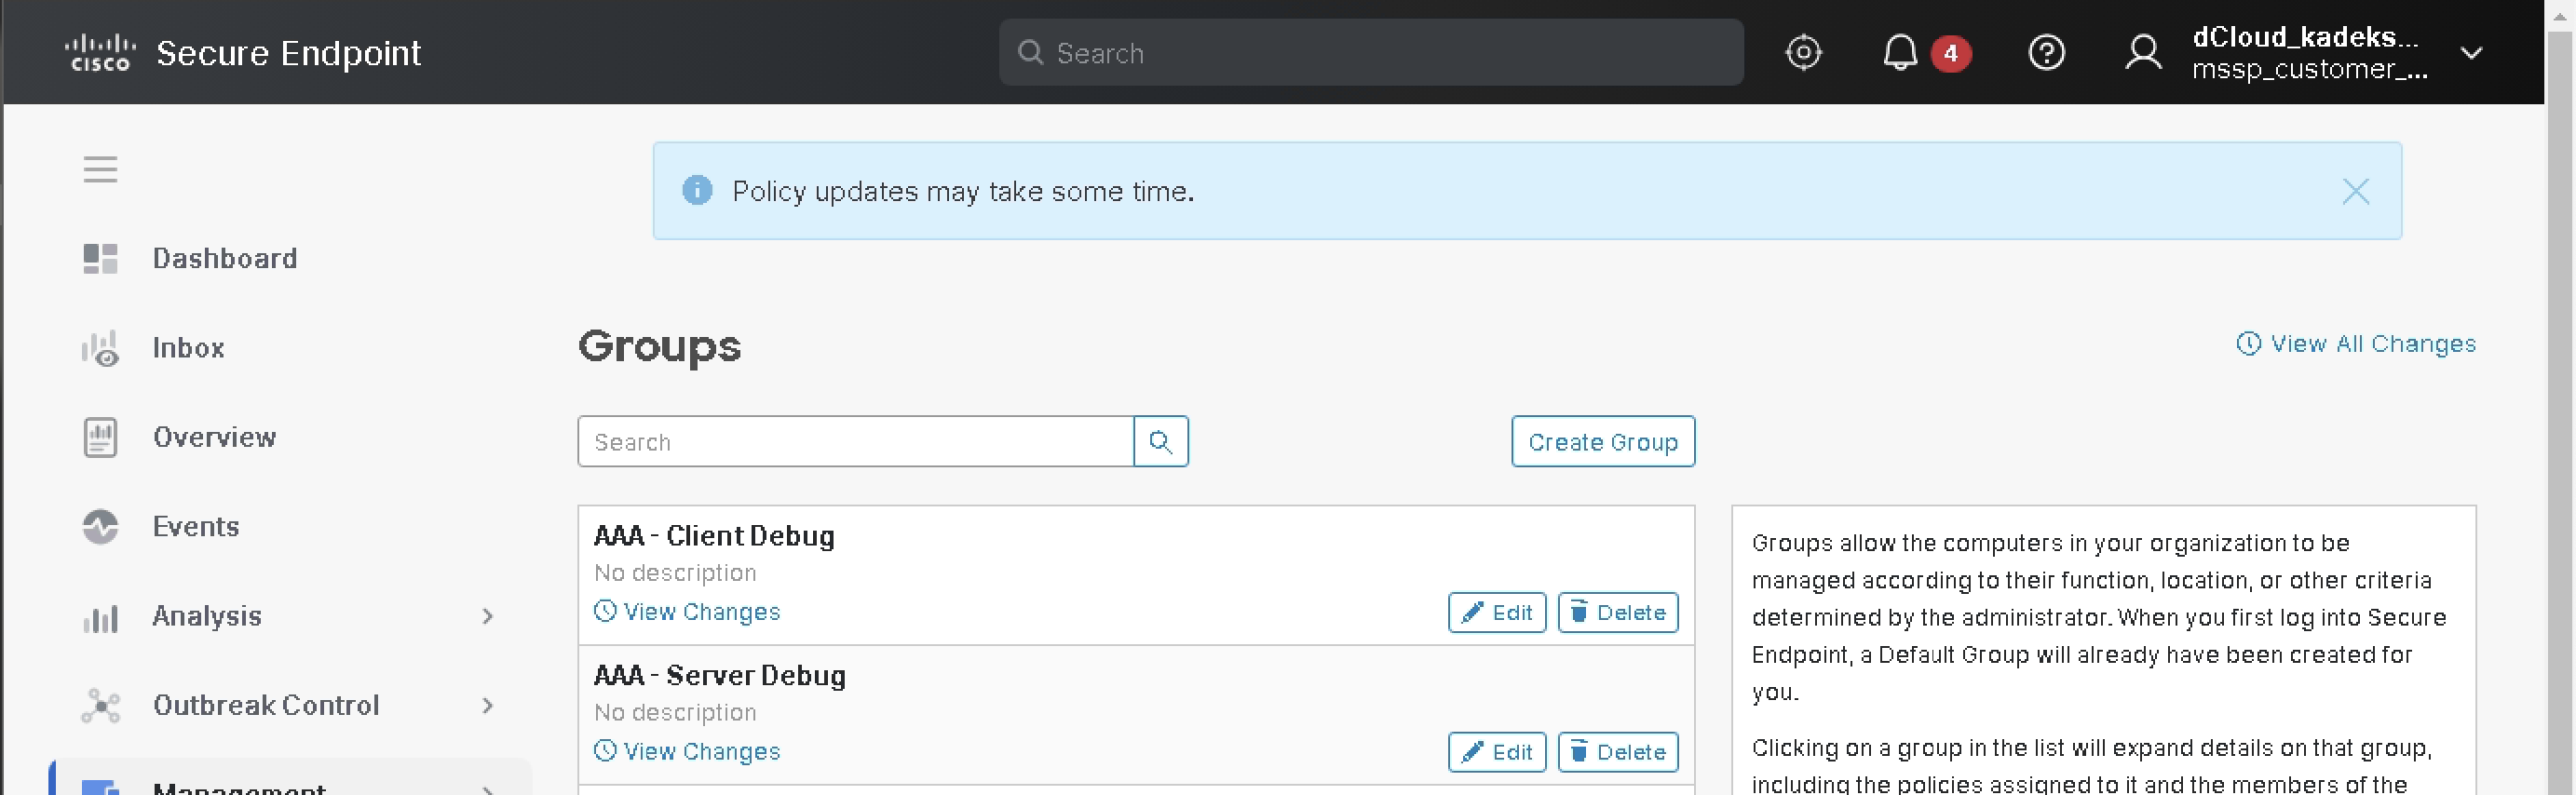 CISCO Secure Endpoint
Search
4
dCloud_kadeks...
mssp_customer_...
Policy updates may take some time.
Dashboard
Inbox
Overview
Events
Analysis
Outbreak Control
Management
Groups
View All Changes
Search
Create Group
AAA - Client Debug
No description
View Changes
Edit
Delete
AAA - Server Debug
No description
View Changes
Edit
Delete
Groups allow the computers in your organization to be
managed according to their function, location, or other criteria
determined by the administrator. When you first log into Secure
Endpoint, a Default Group will already have been created for
you.
Clicking on a group in the list will expand details on that group,
including the policies assigned to it and the members of the